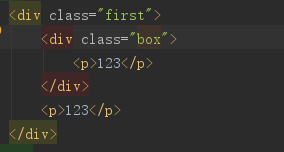 <div class="first">
<div class="box">
<p>123</p>
</div>
<p>123</p>
</div>